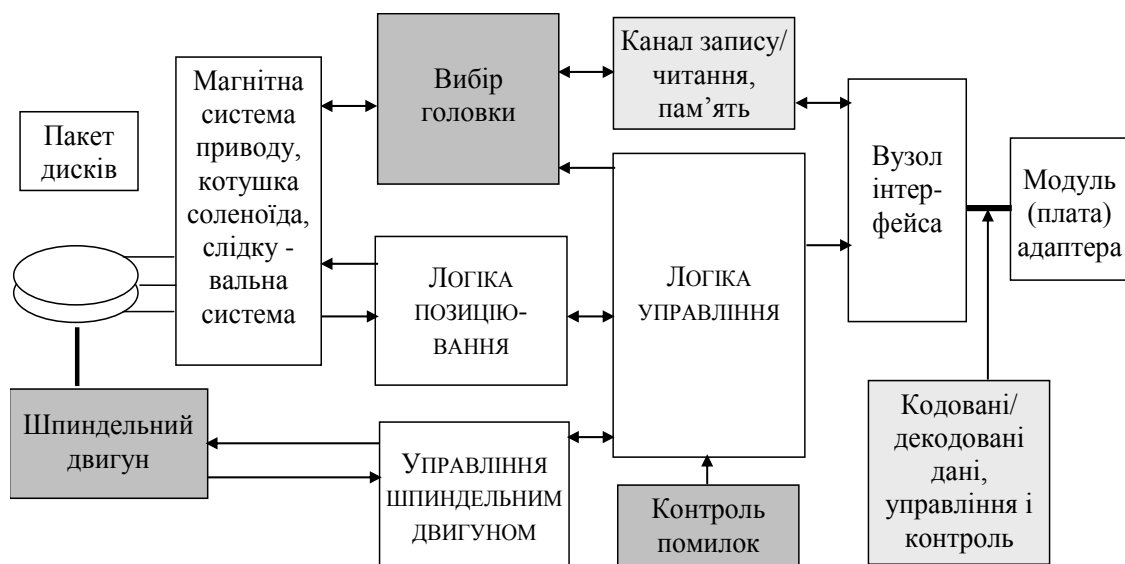 Пакет
дисків
Магнітна
система
приводу,
котушка
соленоїда,
слідку -
вальна
система
Вибір
головки
Канал запису/
читання,
пам’ять
Вузол
інтер-
фейса
Модуль
(плата)
адаптера
ЛОГІКА
ПОЗИЦІЮ-
ВАННЯ
ЛОГІКА
УПРАВЛІННЯ
Шпиндельний
двигун
УПРАВЛІННЯ
ШПИНДЕЛЬНИМ
ДВИГУНОМ
Контроль
помилок
Кодовані/
декодовані
дані,
управління і
контроль